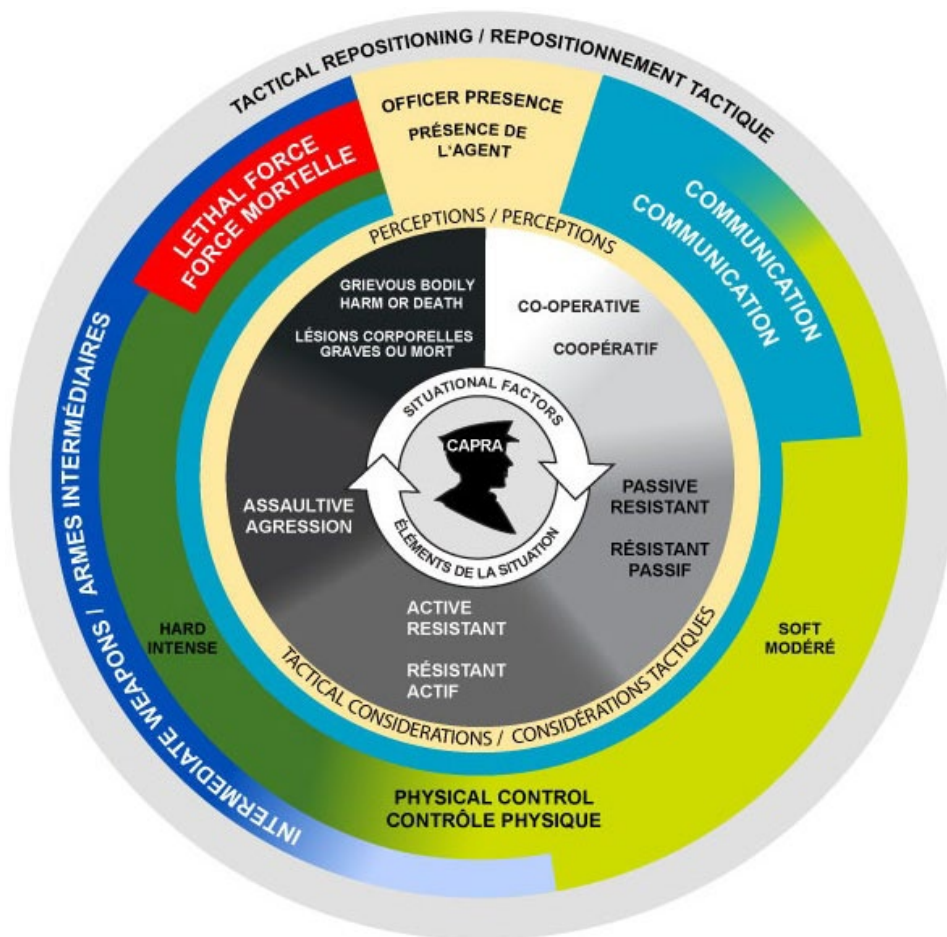 TACTICAL REPOSITIONING / REPOSITIONNEMENT TACTIQUE
OFFICER PRESENCE
PRÉSENCE DE
L'AGENT
COMMUNICATION
COMMUNICATION
LETHAL FORCE
FORCE MORTELLE
PERCEPTIONS / PERCEPTIONS
GRIEVOUS BODILY
HARM OR DEATH
LÉSIONS CORPORELLES
GRAVES OU MORT
CO-OPERATIVE
COOPÉRATIF
SITUATIONAL FACTORS
CAPRA
ÉLÉMENTS DE LA SITUATION
ASSAULTIVE
AGRESSION
PASSIVE
RESISTANT
RÉSISTANT
PASSIF
ACTIVE
RESISTANT
RÉSISTANT
ACTIF
TACTICAL CONSIDERATIONS / CONSIDÉRATIONS TACTIQUES
HARD
INTENSE
SOFT
MODÉRÉ
INTERMEDIATE WEAPONS / ARMES INTERMÉDIAIRES
PHYSICAL CONTROL
CONTRÔLE PHYSIQUE